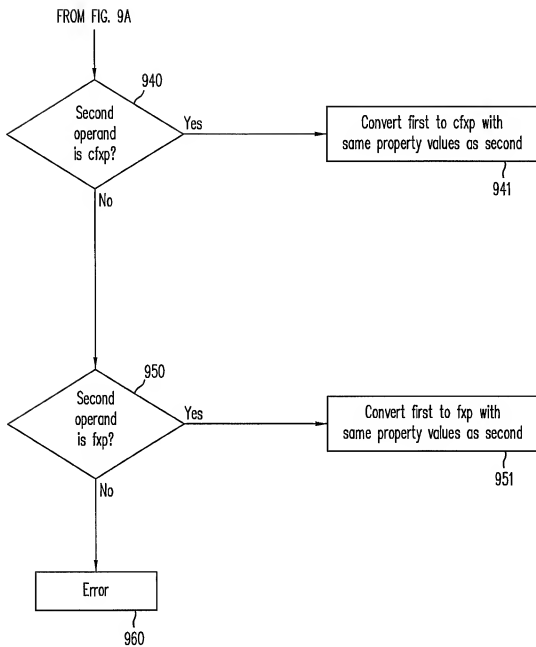 FROM FIG. 9A
940
Second
operand
is cfxp?
Yes
Convert first to cfxp with
same property values as second
941
No
950
Second
operand
is fxp?
Yes
Convert first to fxp with
same property values as second
951
No
Error
960